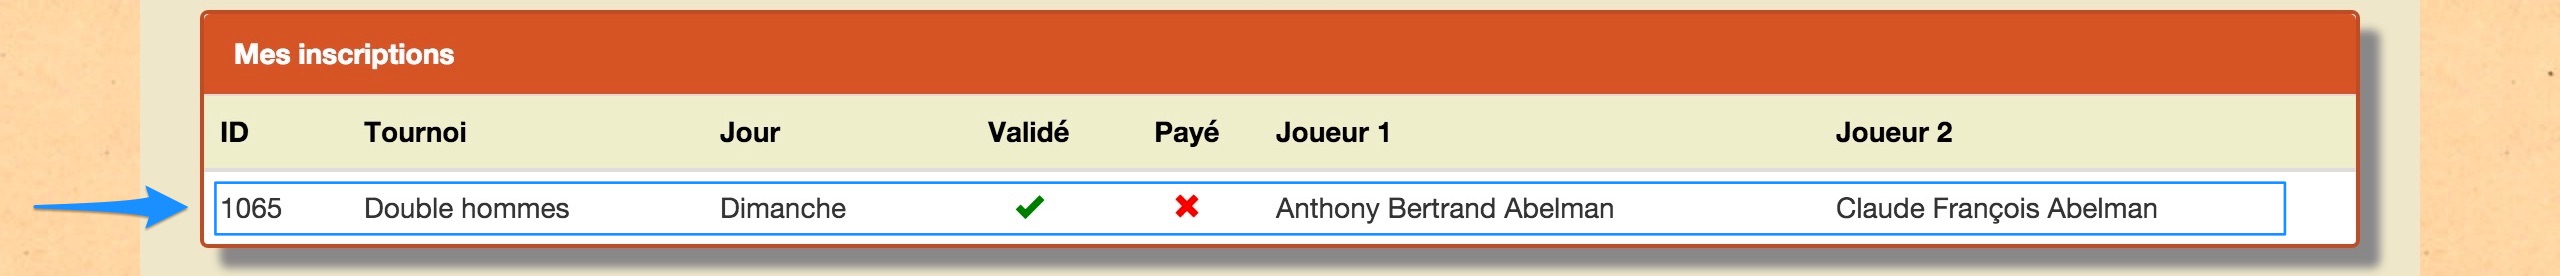 Mes inscriptions
ID Tournoi Jour Validé Payé Joueur 1 Joueur 2
1065 Double hommes Dimanche ✔ ✖ Anthony Bertrand Abelman Claude François Abelman